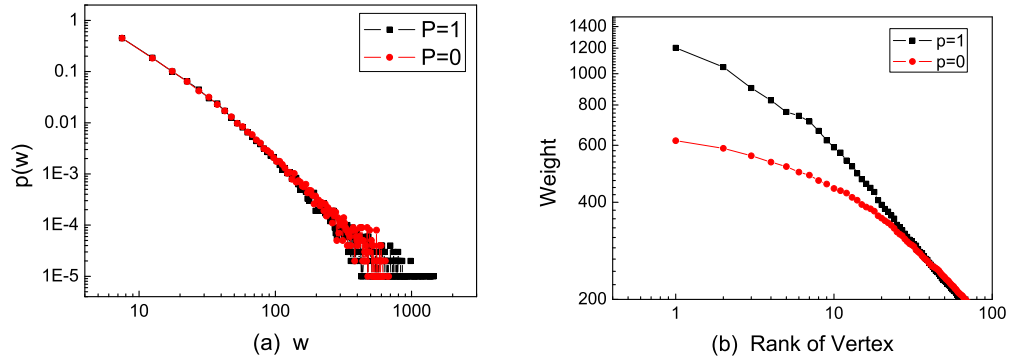 1
0.1
0.01
1E-3
1E-4
1E-5
p(w)
10
100
1000
P=1
P=0
(a) w
1400
1200
1000
800
600
400
200
Weight
1
10
100
p=1
p=0
(b) Rank of Vertex